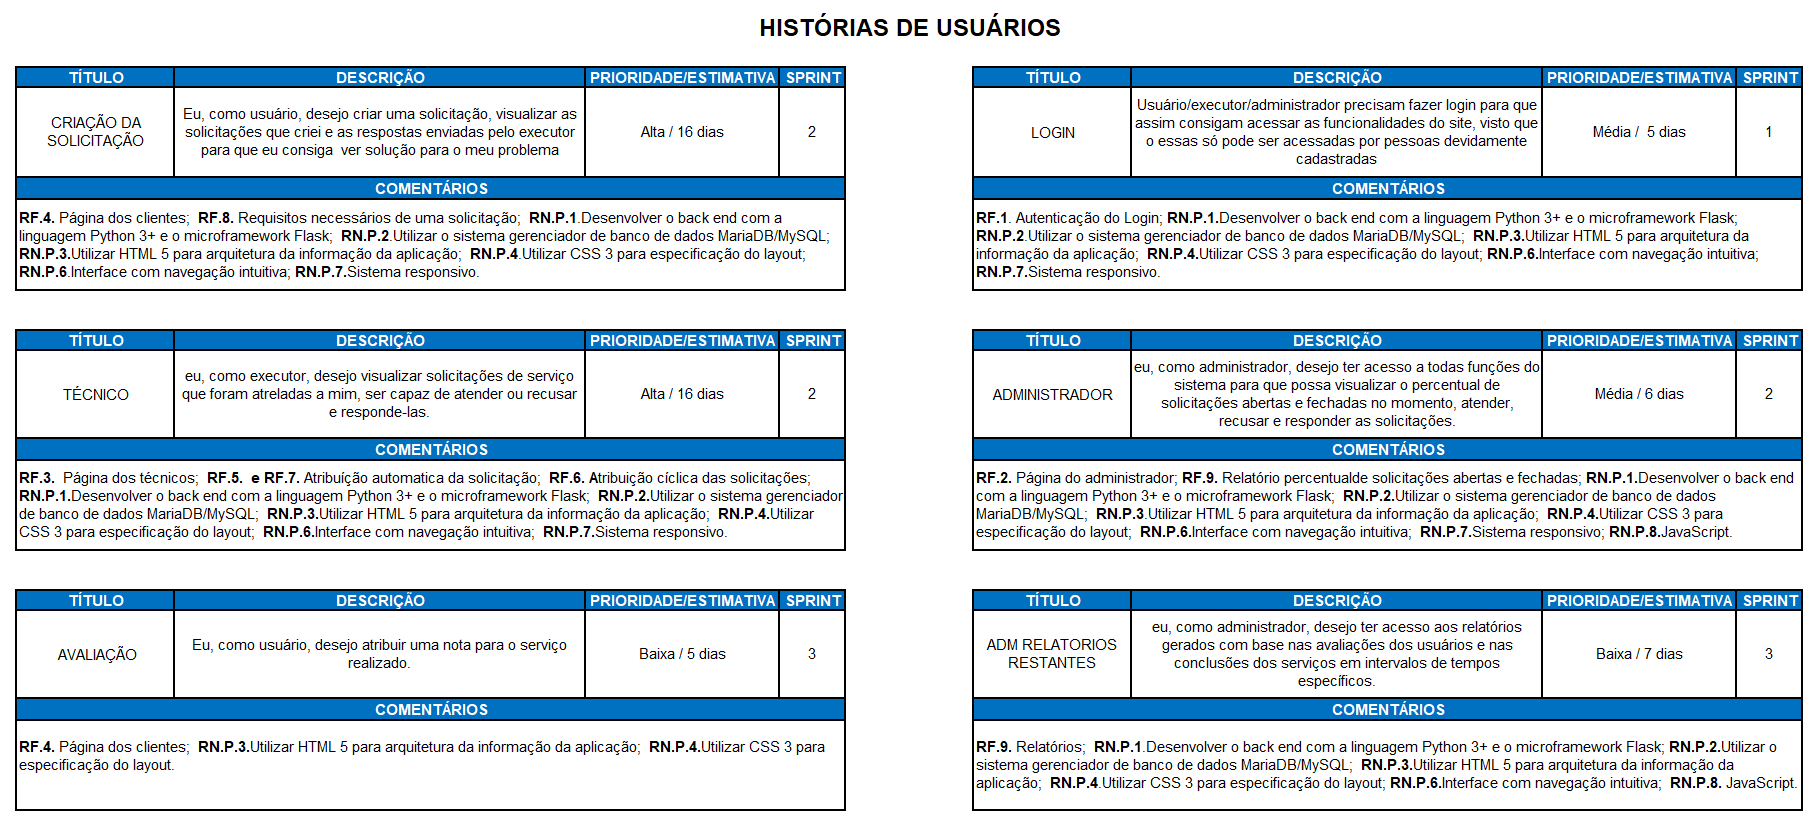 HISTÓRIAS DE USUÁRIOS
TÍTULO DESCRIÇÃO PRIORIDADE/ESTIMATIVA SPRINT
CRIAÇÃO DA
SOLICITAÇÃO
Eu, como usuário, desejo criar uma solicitação, visualizar as
solicitações que criei e as respostas enviadas pelo executor
para que eu consiga  ver solução para o meu problema
Alta / 16 dias
2
COMENTÁRIOS
RF.4. Página dos clientes;  RF.8. Requisitos necessários de uma solicitação;  RN.P.1.Desenvolver o back end com a
linguagem Python 3+ e o microframework Flask;  RN.P.2.Utilizar o sistema gerenciador de banco de dados MariaDB/MySQL;
RN.P.3.Utilizar HTML 5 para arquitetura da informação da aplicação;  RN.P.4.Utilizar CSS 3 para especificação do layout;
RN.P.6.Interface com navegação intuitiva; RN.P.7.Sistema responsivo.
TÍTULO DESCRIÇÃO PRIORIDADE/ESTIMATIVA SPRINT
LOGIN
Usuário/executor/administrador precisam fazer login para que
assim consigam acessar as funcionalidades do site, visto que
o essas só pode ser acessadas por pessoas devidamente
cadastradas
Média /  5 dias
1
COMENTÁRIOS
RF.1. Autenticação do Login; RN.P.1.Desenvolver o back end com a linguagem Python 3+ e o microframework Flask;
RN.P.2.Utilizar o sistema gerenciador de banco de dados MariaDB/MySQL;  RN.P.3.Utilizar HTML 5 para arquitetura da
informação da aplicação;  RN.P.4.Utilizar CSS 3 para especificação do layout; RN.P.6.Interface com navegação intuitiva;
RN.P.7.Sistema responsivo.
TÍTULO DESCRIÇÃO PRIORIDADE/ESTIMATIVA SPRINT
TÉCNICO
eu, como executor, desejo visualizar solicitações de serviço
que foram atreladas a mim, ser capaz de atender ou recusar
e responde-las.
Alta / 16 dias
2
COMENTÁRIOS
RF.3.  Página dos técnicos;  RF.5.  e RF.7. Atribuíção automatica da solicitação;  RF.6. Atribuição cíclica das solicitações;
RN.P.1.Desenvolver o back end com a linguagem Python 3+ e o microframework Flask;  RN.P.2.Utilizar o sistema gerenciador
de banco de dados MariaDB/MySQL;  RN.P.3.Utilizar HTML 5 para arquitetura da informação da aplicação;  RN.P.4.Utilizar
CSS 3 para especificação do layout;  RN.P.6.Interface com navegação intuitiva;  RN.P.7.Sistema responsivo.
TÍTULO DESCRIÇÃO PRIORIDADE/ESTIMATIVA SPRINT
ADMINISTRADOR
eu, como administrador, desejo ter acesso a todas funções do
sistema para que possa visualizar o percentual de
solicitações abertas e fechadas no momento, atender,
recusar e responder as solicitações.
Média / 6 dias
2
COMENTÁRIOS
RF.2. Página do administrador; RF.9. Relatório percentualde solicitações abertas e fechadas; RN.P.1.Desenvolver o back end
com a linguagem Python 3+ e o microframework Flask;  RN.P.2.Utilizar o sistema gerenciador de banco de dados
MariaDB/MySQL;  RN.P.3.Utilizar HTML 5 para arquitetura da informação da aplicação;  RN.P.4.Utilizar CSS 3 para
especificação do layout;  RN.P.6.Interface com navegação intuitiva;  RN.P.7.Sistema responsivo; RN.P.8.JavaScript.
TÍTULO DESCRIÇÃO PRIORIDADE/ESTIMATIVA SPRINT
AVALIAÇÃO
Eu, como usuário, desejo atribuir uma nota para o serviço
realizado.
Baixa / 5 dias
3
COMENTÁRIOS
RF.4. Página dos clientes;  RN.P.3.Utilizar HTML 5 para arquitetura da informação da aplicação;  RN.P.4.Utilizar CSS 3 para
especificação do layout.
TÍTULO DESCRIÇÃO PRIORIDADE/ESTIMATIVA SPRINT
ADM RELATORIOS
RESTANTES
eu, como administrador, desejo ter acesso aos relatórios
gerados com base nas avaliações dos usuários e nas
conclusões dos serviços em intervalos de tempos
específicos.
Baixa / 7 dias
3
COMENTÁRIOS
RF.9. Relatórios;  RN.P.1.Desenvolver o back end com a linguagem Python 3+ e o microframework Flask; RN.P.2.Utilizar o
sistema gerenciador de banco de dados MariaDB/MySQL;  RN.P.3.Utilizar HTML 5 para arquitetura da informação da
aplicação;  RN.P.4.Utilizar CSS 3 para especificação do layout; RN.P.6.Interface com navegação intuitiva;  RN.P.8. JavaScript.